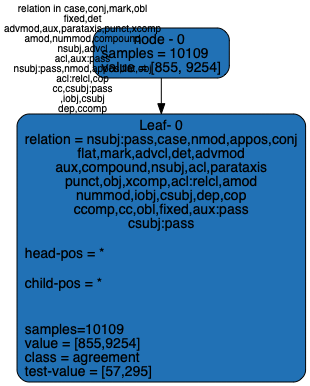 relation in case,conj,mark,obl
fixed,det
advmod,aux,parataxis,punct,xcomp
amod,nummod,compound
nsubj,advcl
acl,aux:pass
nsubj:pass,nmod,appos,flat,obj
acl:relcl,cop
cc,csubj:pass
,iobj,csubj
dep,ccomp
node - 0
samples = 10109
value = [855, 9254]
Leaf- 0
relation = nsubj:pass,case,nmod,appos,conj
flat,mark,advcl,det,advmod
aux,compound,nsubj,acl,parataxis
punct,obj,xcomp,acl:relcl,amod
nummod,iobj,csubj,dep,cop
ccomp,cc,obl,fixed,aux:pass
csubj:pass
head-pos = *
child-pos = *
samples=10109
value = [855,9254]
class = agreement
test-value = [57,295]